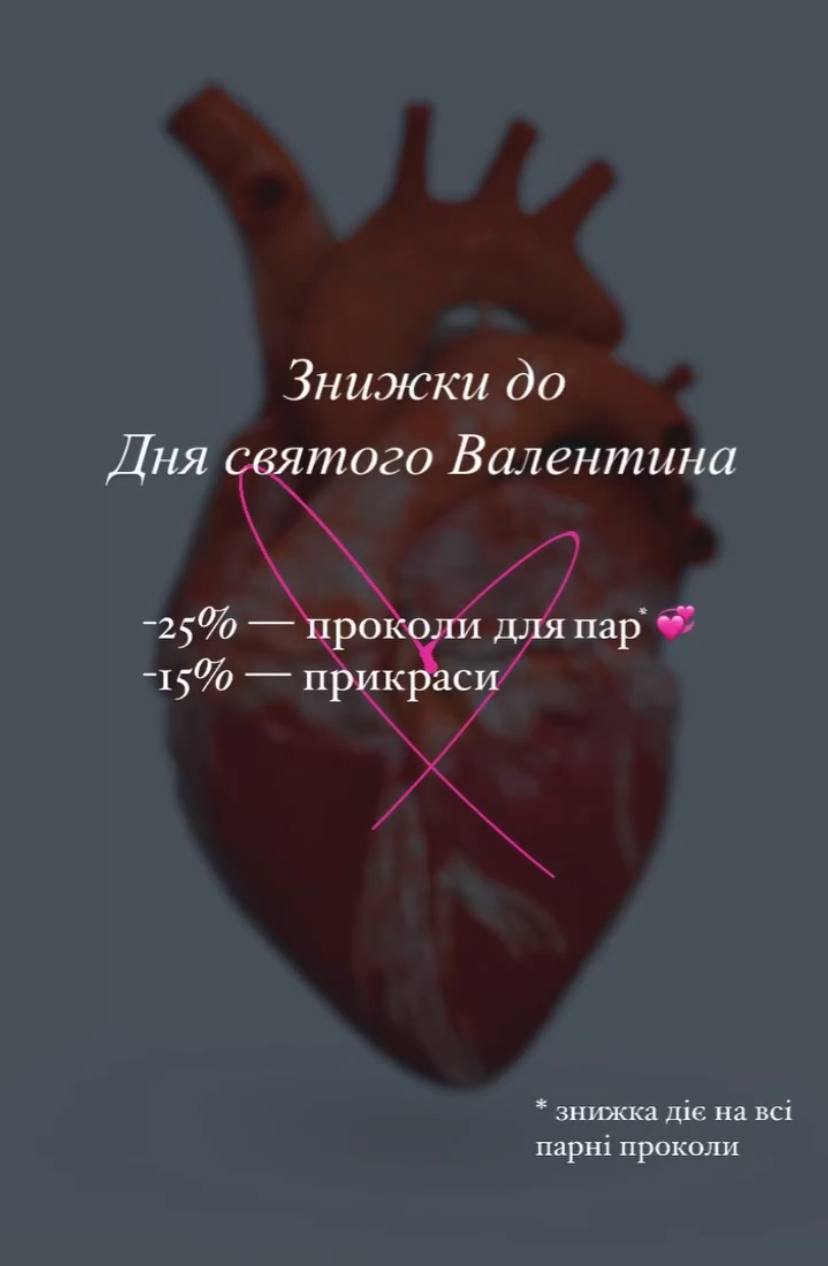 Знижки до
Дня святого Валентина
-25% — проколи для пар* 💞
-15% — прикраси
* знижка діє на всі
парні проколи